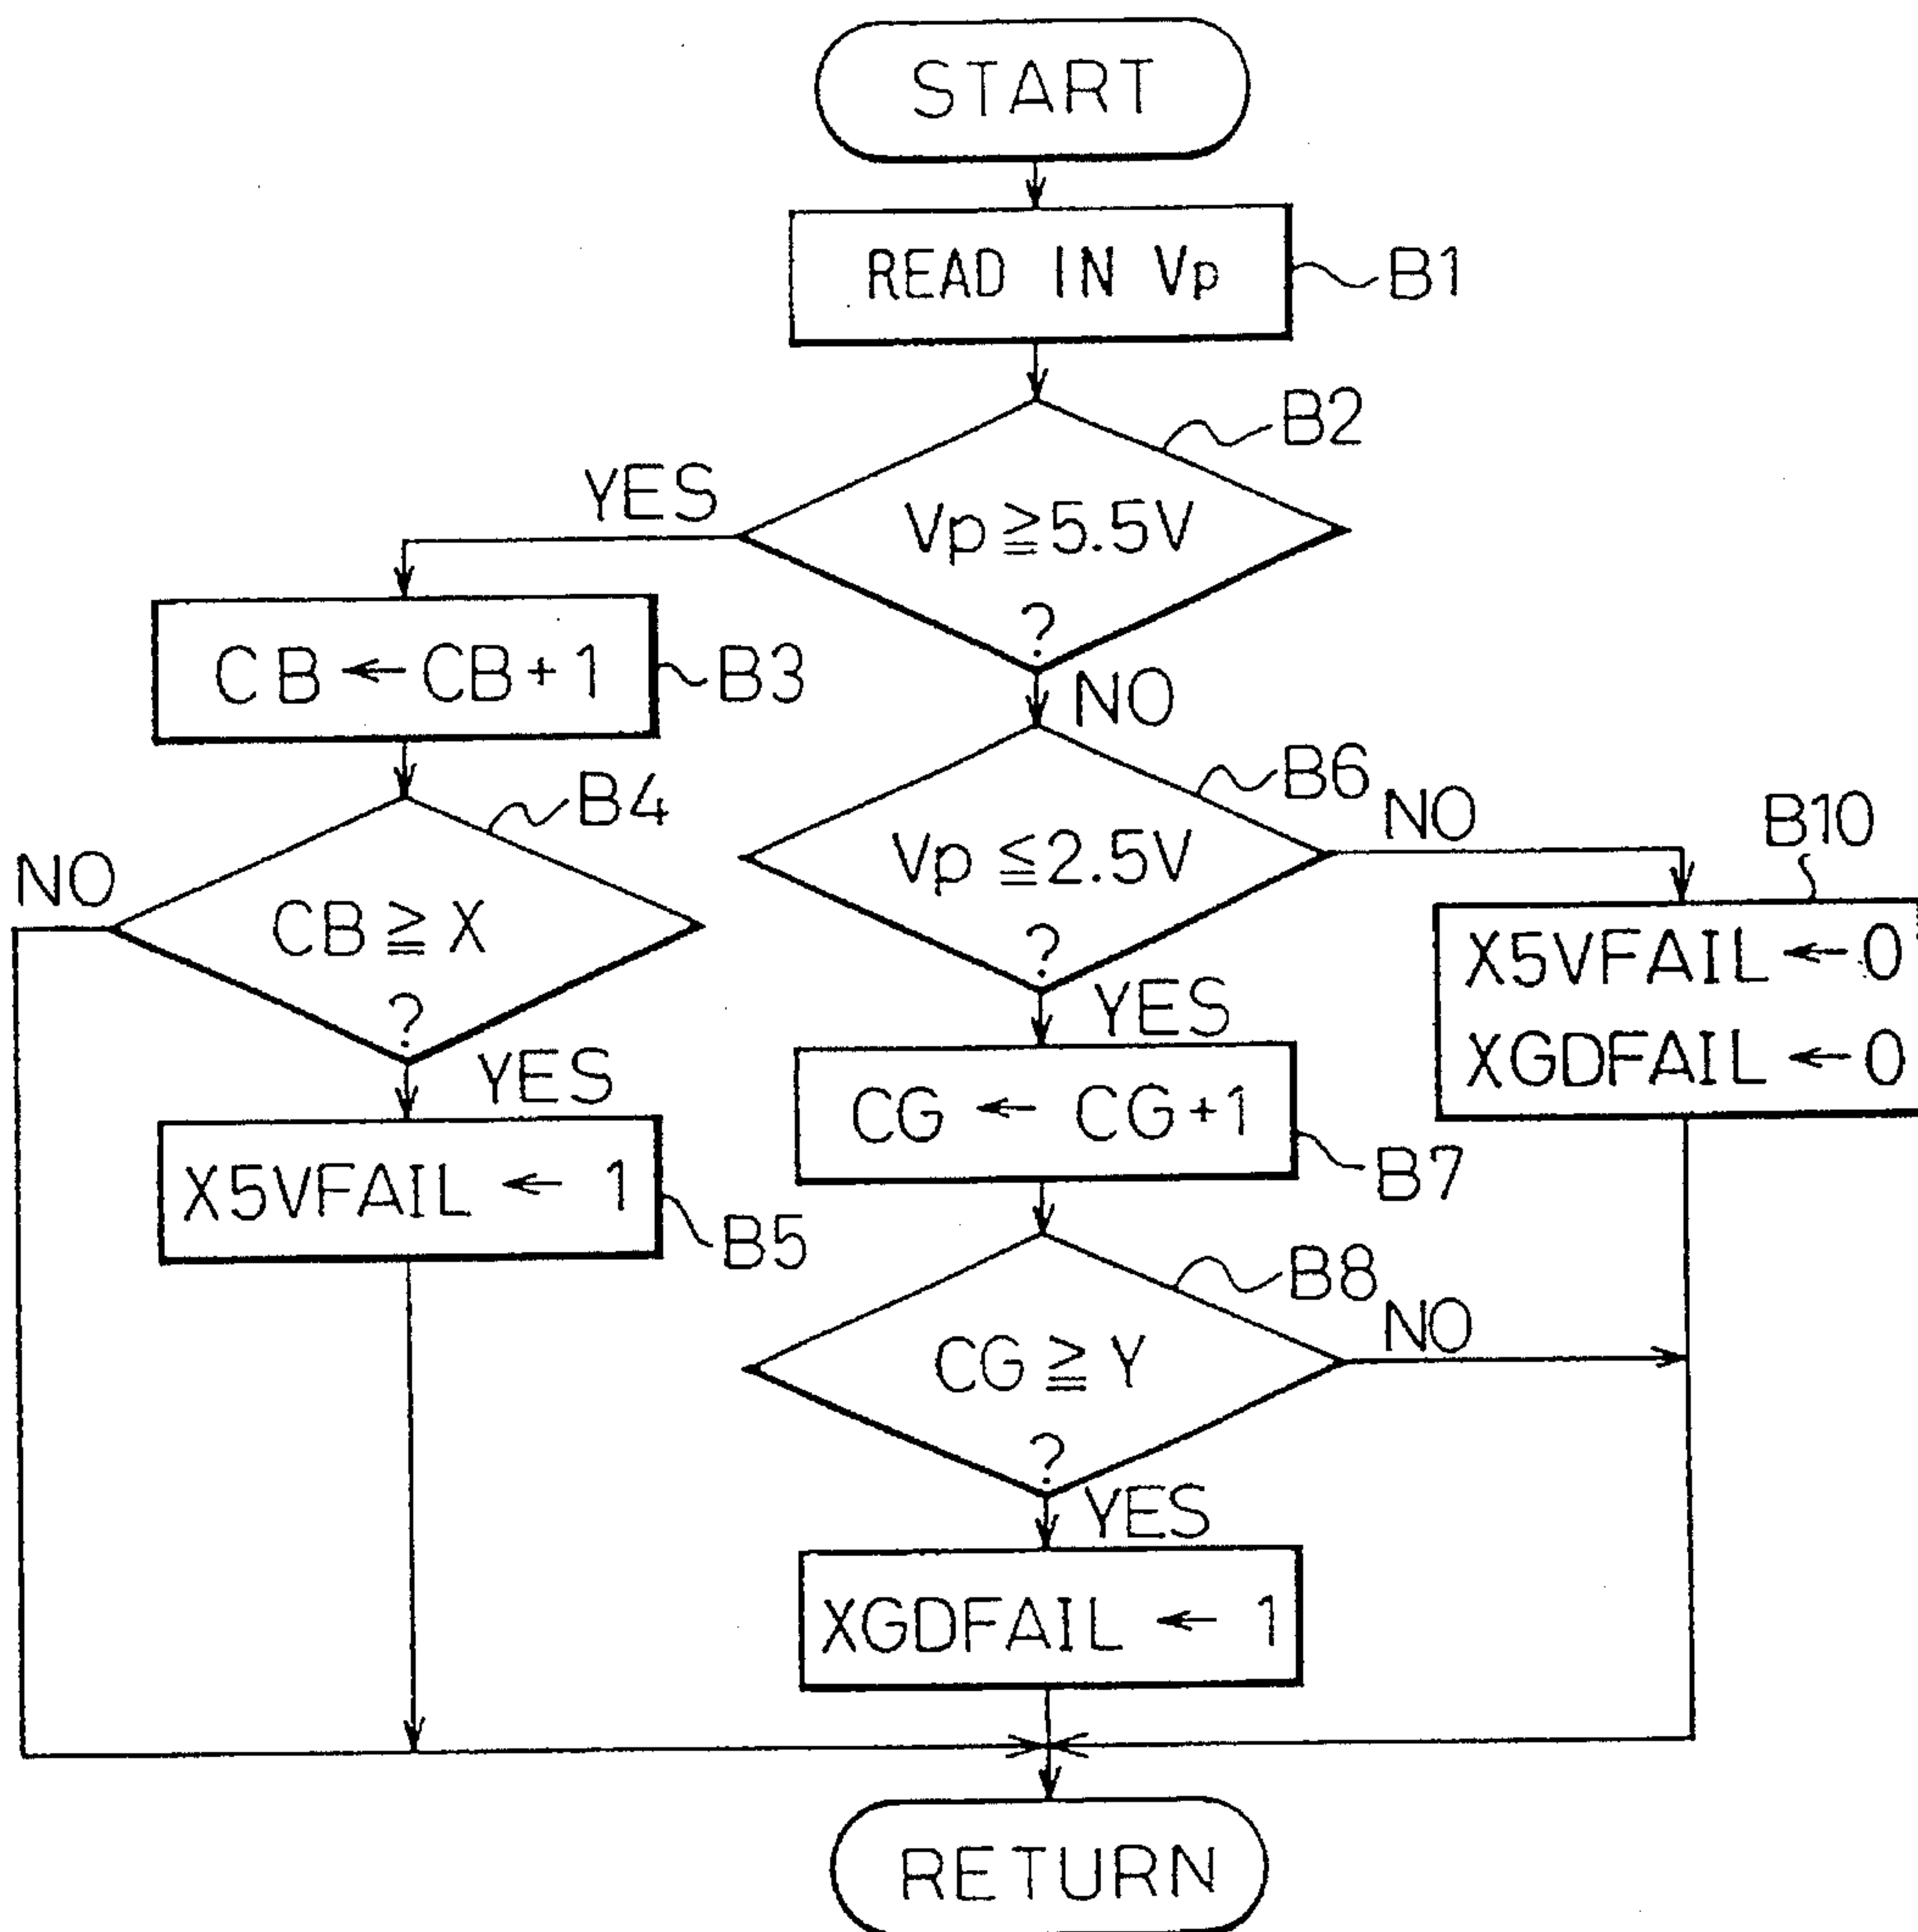 START
READ IN Vp
B1
B2
YES
Vp ≧ 5.5V
?
CB ← CB + 1
B3
NO
B4
B6
NO
B10
NO
Vp ≦ 2.5V
?
CB ≧ X
?
X5VFAIL ← 0
XGDFAIL ← 0
YES
YES
CG ← CG + 1
B7
X5VFAIL ← 1
B5
B8
NO
CG ≧ Y
?
YES
XGDFAIL ← 1
RETURN